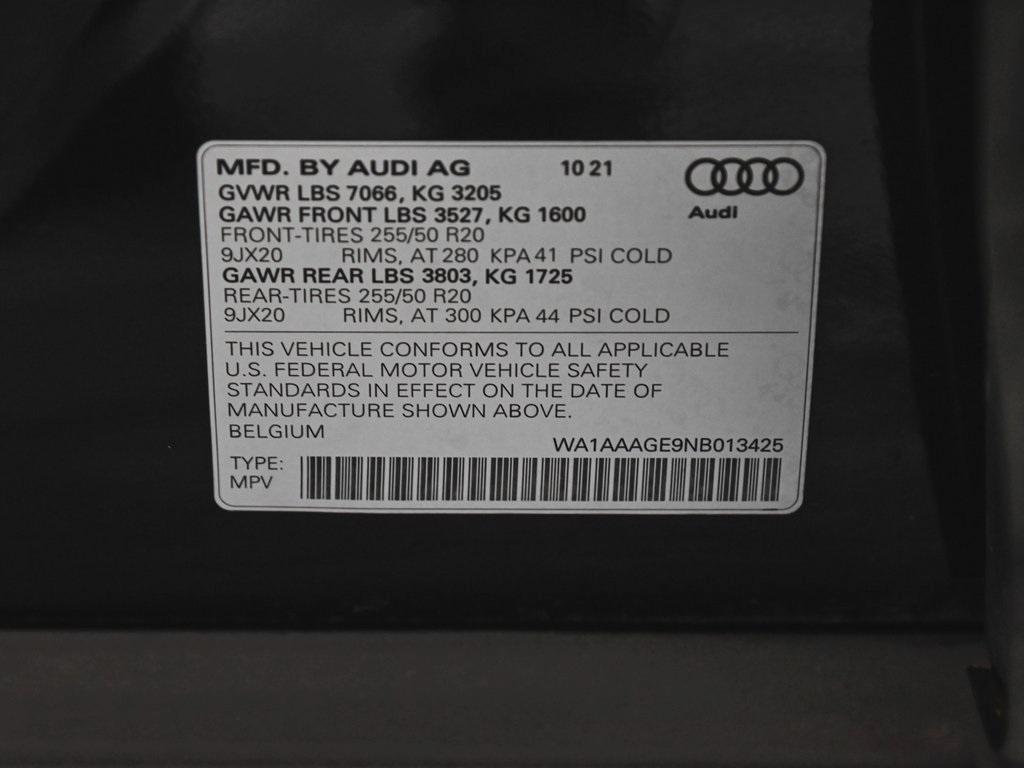 MFD. BY AUDI AG 10 21
GVWR LBS 7066, KG 3205
GAWR FRONT LBS 3527, KG 1600
FRONT-TIRES 255/50 R20
9JX20 RIMS, AT 280 KPA 41 PSI COLD
GAWR REAR LBS 3803, KG 1725
REAR-TIRES 255/50 R20
9JX20 RIMS, AT 300 KPA 44 PSI COLD
Audi
THIS VEHICLE CONFORMS TO ALL APPLICABLE
U.S. FEDERAL MOTOR VEHICLE SAFETY
STANDARDS IN EFFECT ON THE DATE OF
MANUFACTURE SHOWN ABOVE.
BELGIUM
WA1AAAGE9NB013425
TYPE:
MPV